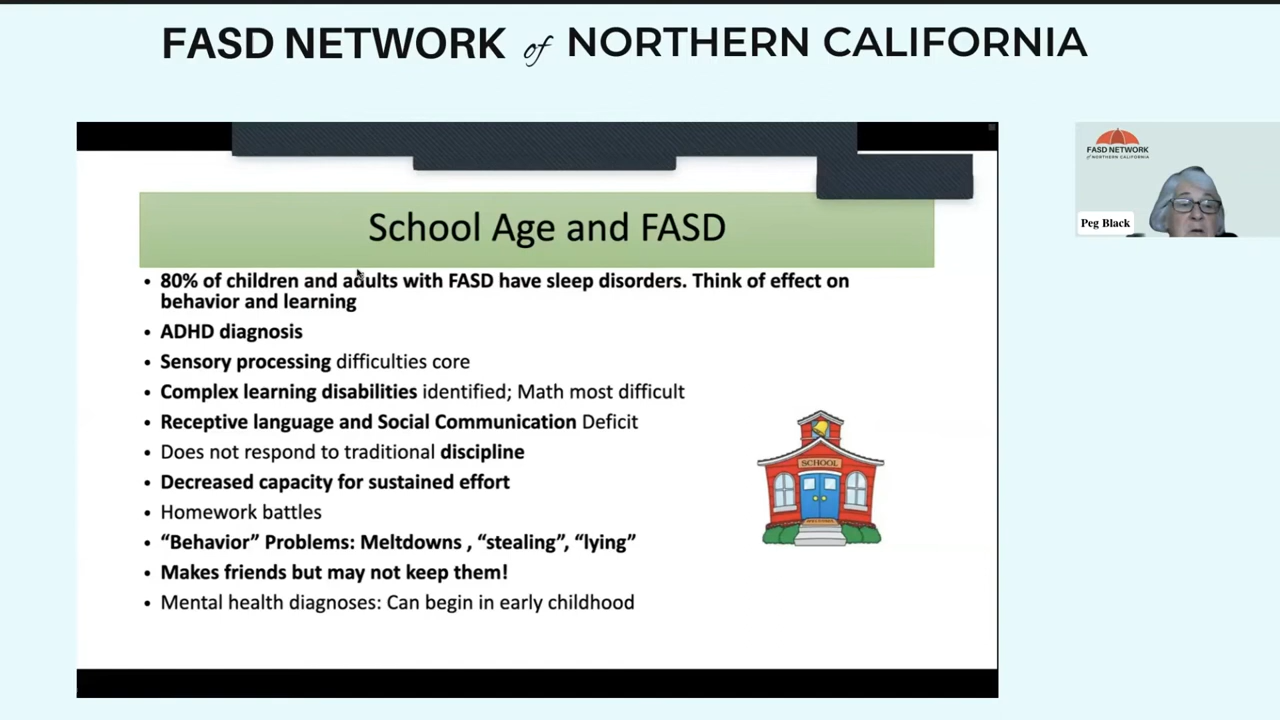 FASD NETWORK of NORTHERN CALIFORNIA
FASD NETWORK
of NORTHERN CALIFORNIA
Peg Black
School Age and FASD
• 80% of children and adults with FASD have sleep disorders. Think of effect on
behavior and learning
• ADHD diagnosis
• Sensory processing difficulties core
• Complex learning disabilities identified; Math most difficult
• Receptive language and Social Communication Deficit
• Does not respond to traditional discipline
• Decreased capacity for sustained effort
• Homework battles
• “Behavior” Problems: Meltdowns , “stealing”, “lying”
• Makes friends but may not keep them!
• Mental health diagnoses: Can begin in early childhood
SCHOOL